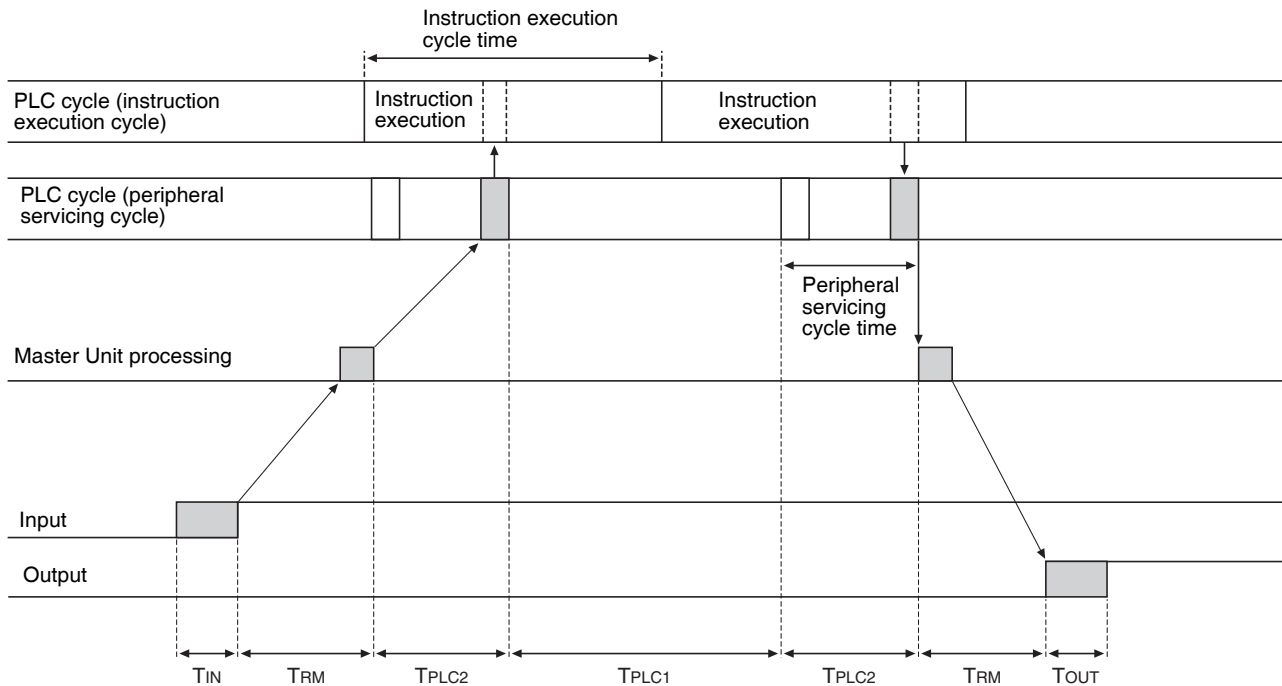 Instruction execution
cycle time
PLC cycle (instruction
execution cycle)
Instruction
execution
Instruction
execution
PLC cycle (peripheral
servicing cycle)
Peripheral
servicing
cycle time
Master Unit processing
Input
Output
TIN TRM TPLC2 TPLC1 TPLC2 TRM TOUT